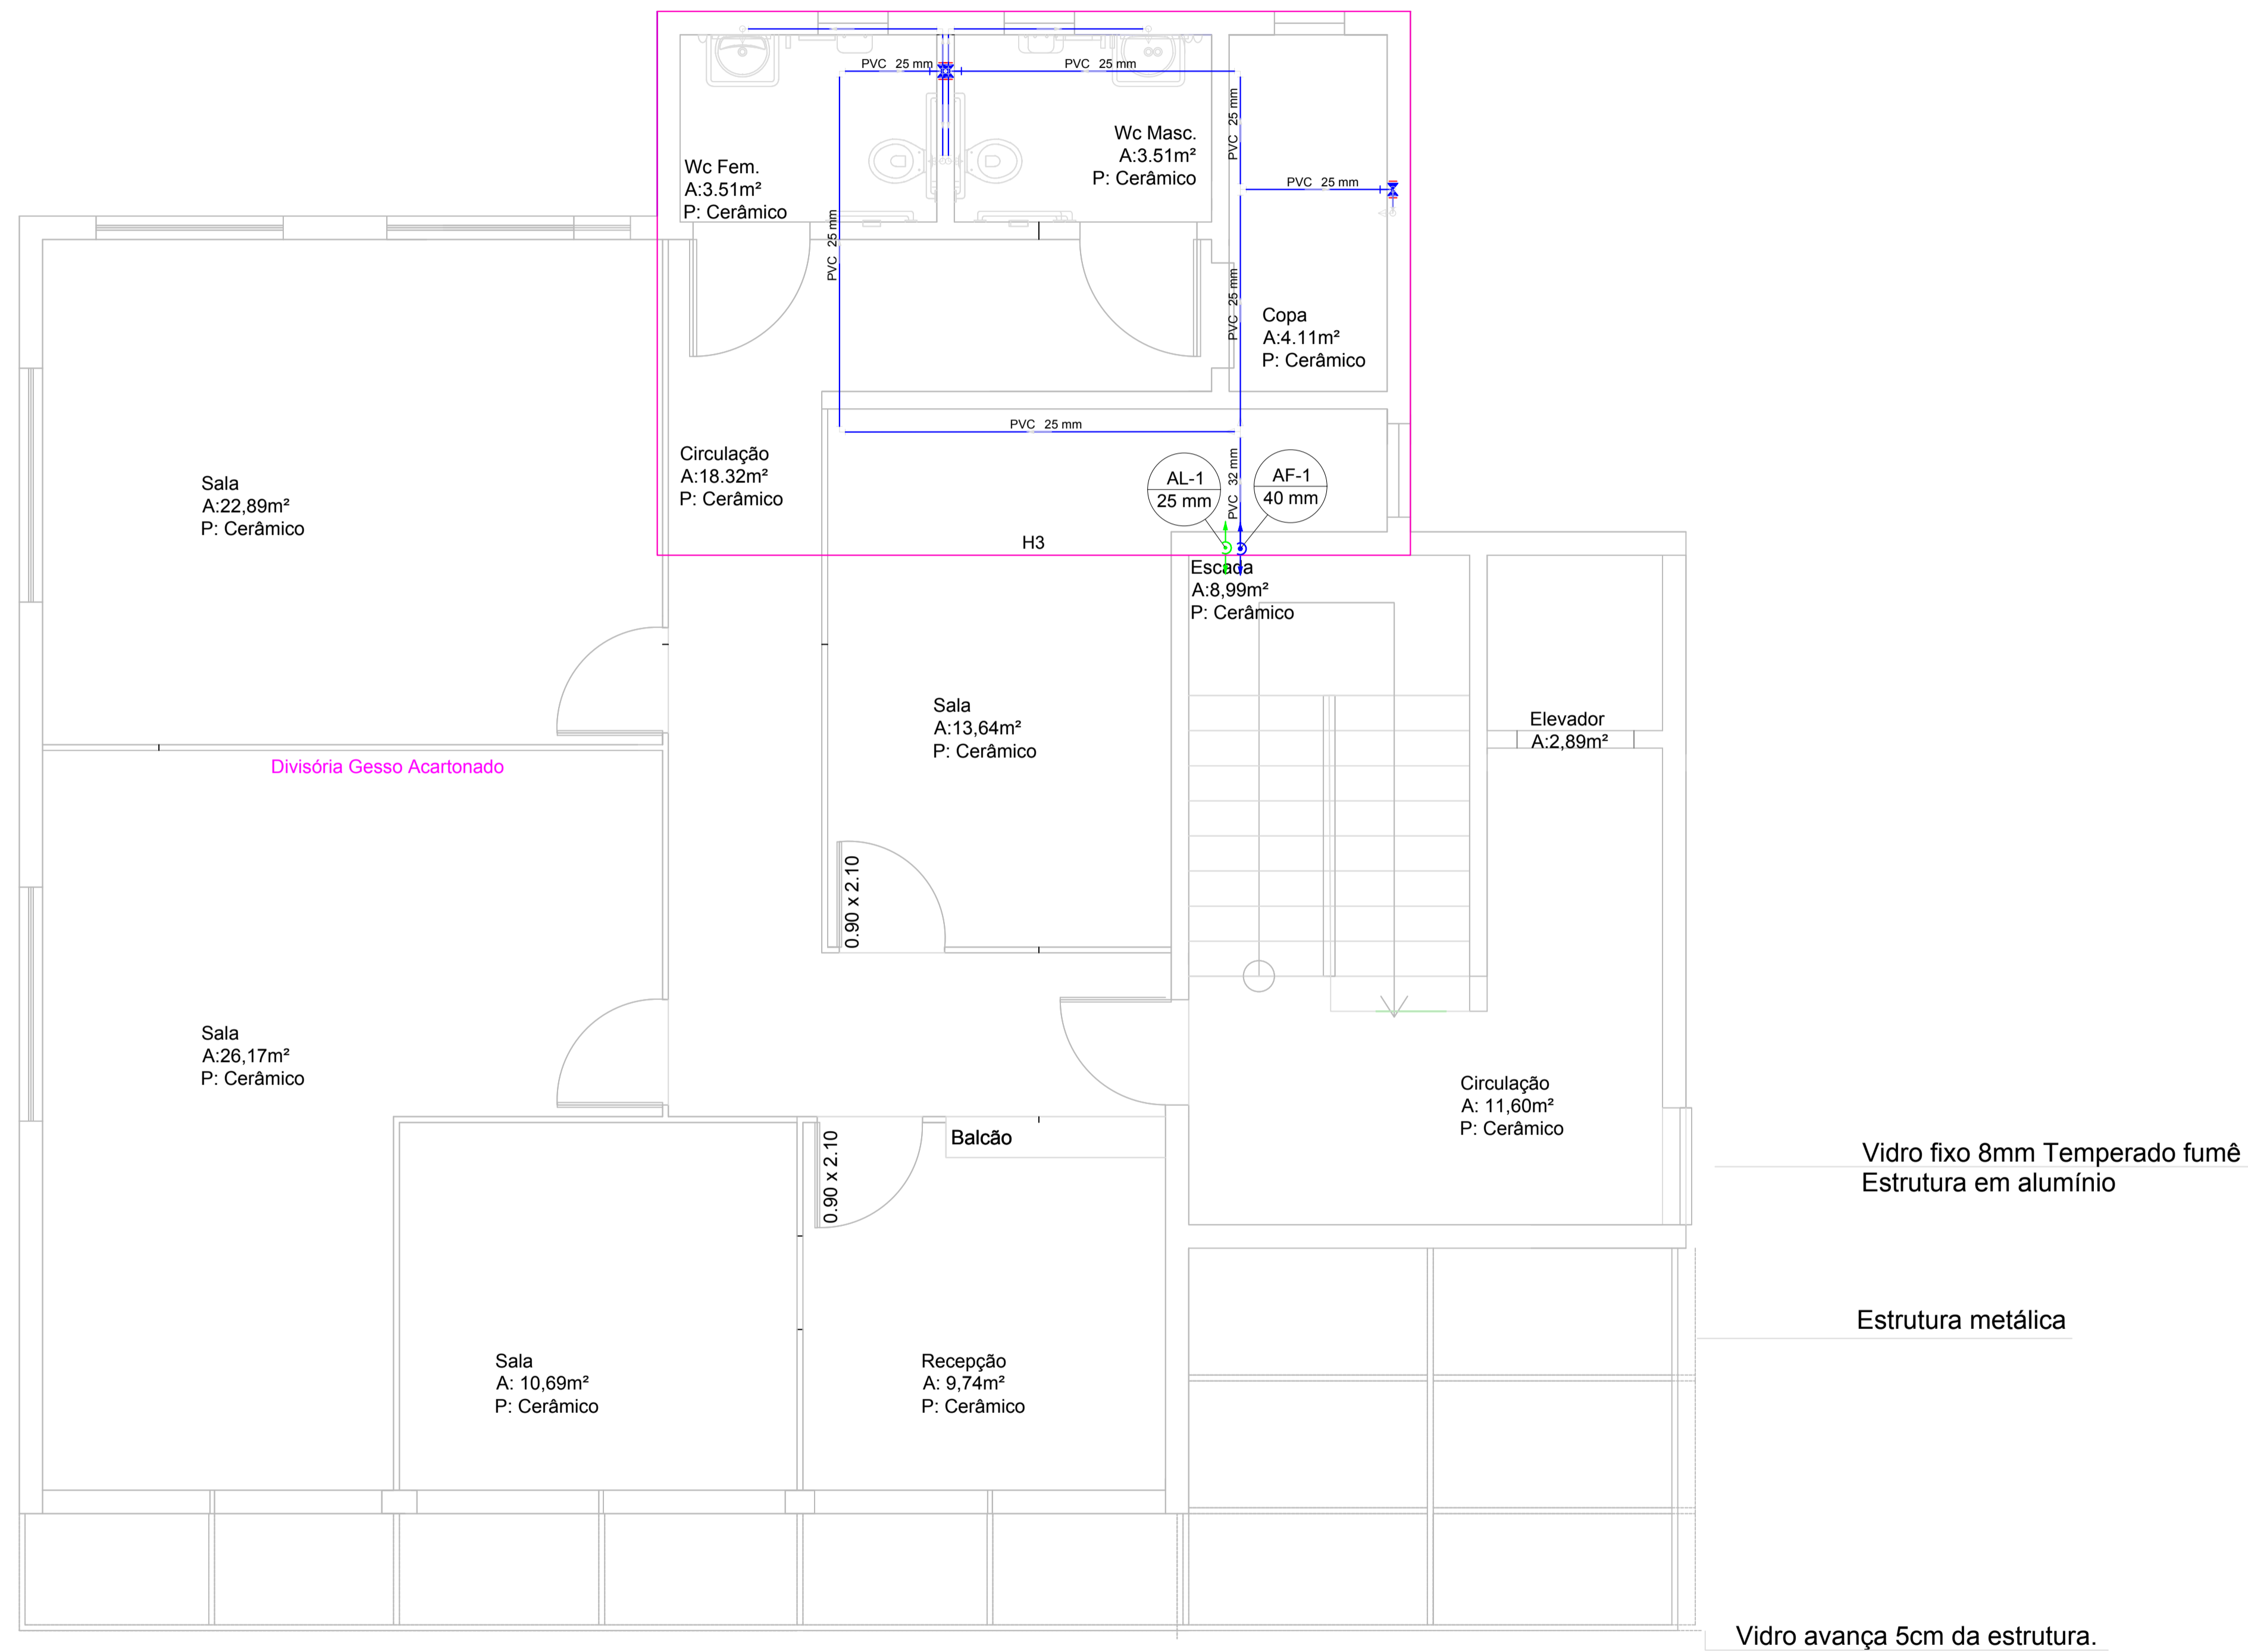 PVC 25 mm
PVC 25 mm
PVC 25 mm
Wc Masc.
A:3.51m²
P: Cerâmico
Wc Fem.
A:3.51m²
P: Cerâmico
PVC 25 mm
PVC 25 mm
PVC 25 mm
Copa
A:4.11m²
P: Cerâmico
PVC 25 mm
Circulação
A:18.32m²
P: Cerâmico
AL-1
25 mm
PVC 32 mm
AF-1
40 mm
Sala
A:22,89m²
P: Cerâmico
H3
Escada
A:8,99m²
P: Cerâmico
Sala
A:13,64m²
P: Cerâmico
Elevador
A:2,89m²
Divisória Gesso Acartonado
0.90 x 2.10
Sala
A:26,17m²
P: Cerâmico
Circulação
A: 11,60m²
P: Cerâmico
Balcão
0.90 x 2.10
Vidro fixo 8mm Temperado fumê
Estrutura em alumínio
Estrutura metálica
Sala
A: 10,69m²
P: Cerâmico
Recepção
A: 9,74m²
P: Cerâmico
Vidro avança 5cm da estrutura.